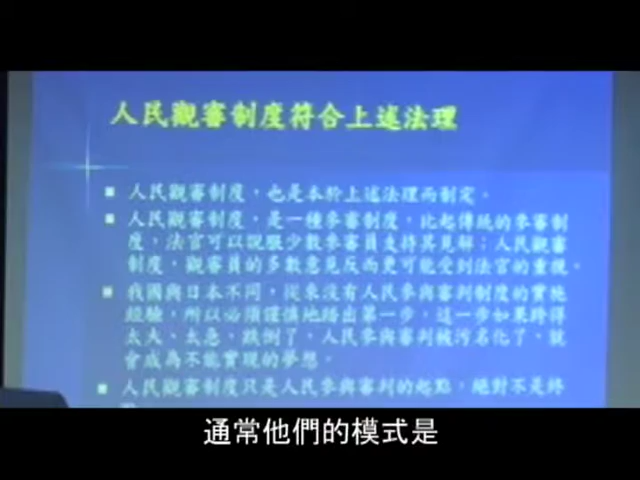 人民觀審制度符合上述法理
■ 人民觀審制度，也是本於上述法理而制定。
■ 人民觀審制度，是一種參審制度，比起傳統的參審制
度，法官可以說服少數參審員支持其見解；人民觀審
制度，觀審員的多數意見反而更可能受到法官的重視。
■ 我國與日本不同，從來沒有人民參與審判制度的實施
經驗，所以必須謹慎地踏出第一步，這一步如果跨得
太大、太急，跌倒了，人民參與審判被污名化了，就
會成為不能實現的夢想。
■ 人民觀審制度只是人民參與審判的起點，絕對不是終
通常他們的模式是